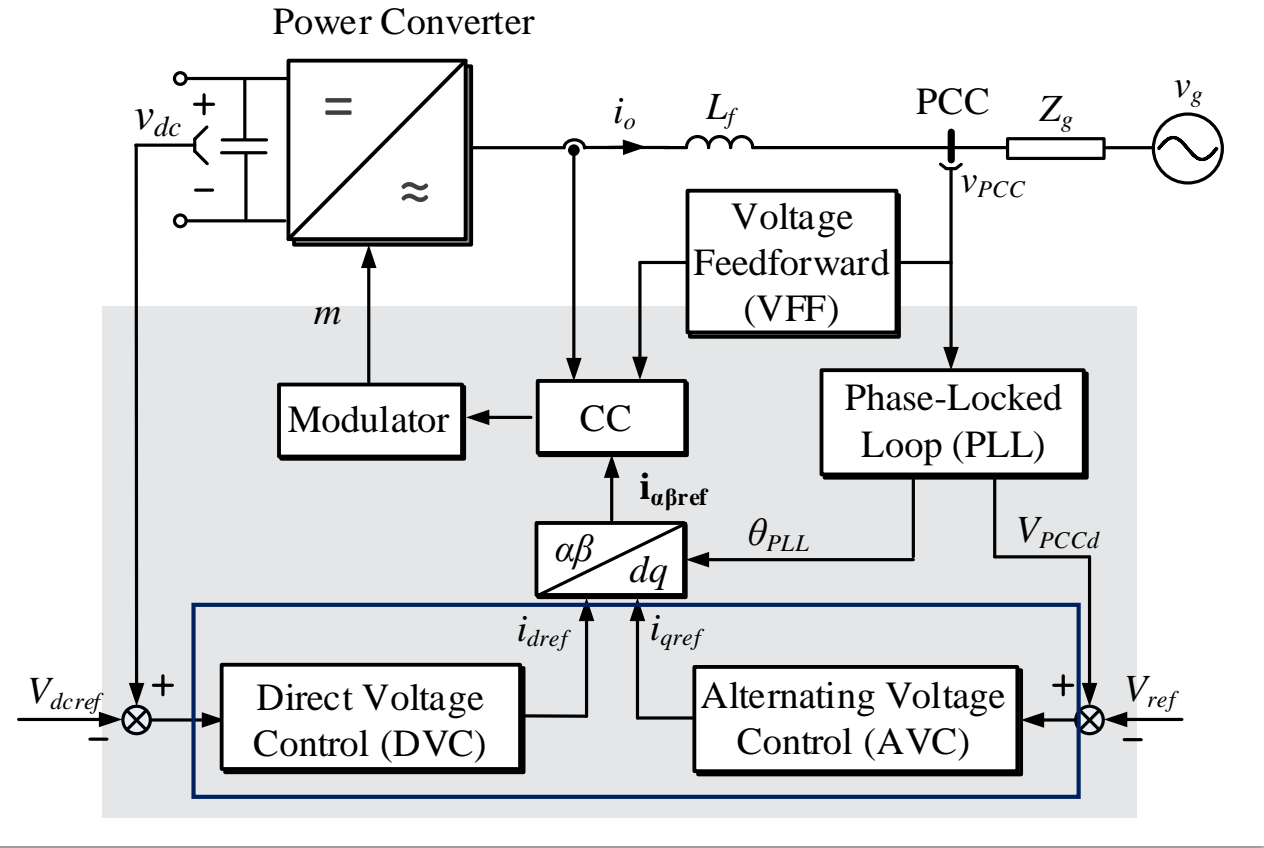 Power Converter
+
v_dc
−
=
≈
i_o
L_f
PCC
Z_g
v_g
v_PCC
Voltage
Feedforward
(VFF)
m
Modulator
CC
Phase-Locked
Loop (PLL)
i_αβref
αβ
dq
θ_PLL
V_PCCd
i_dref
i_qref
V_dcref
+
−
Direct Voltage
Control (DVC)
Alternating Voltage
Control (AVC)
+
V_ref
−